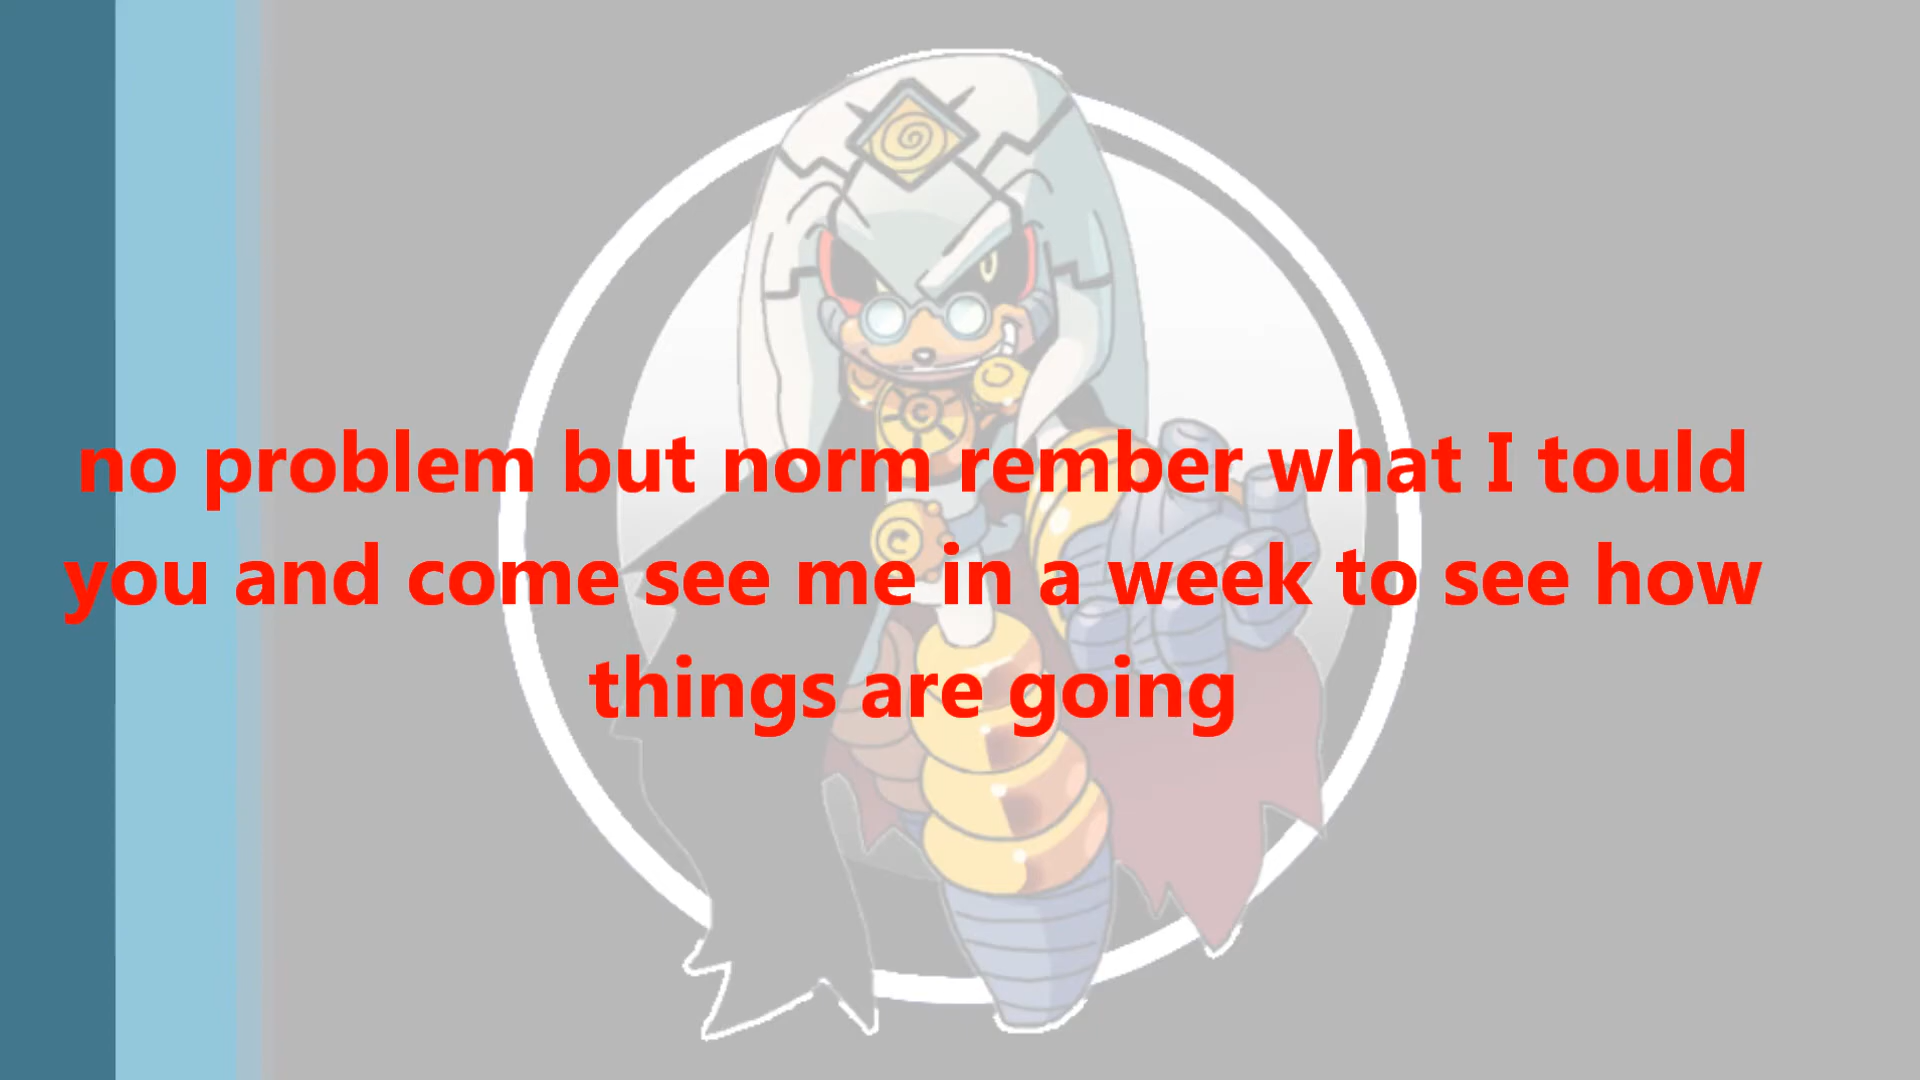 no problem but norm rember what I tould
you and come see me in a week to see how
things are going